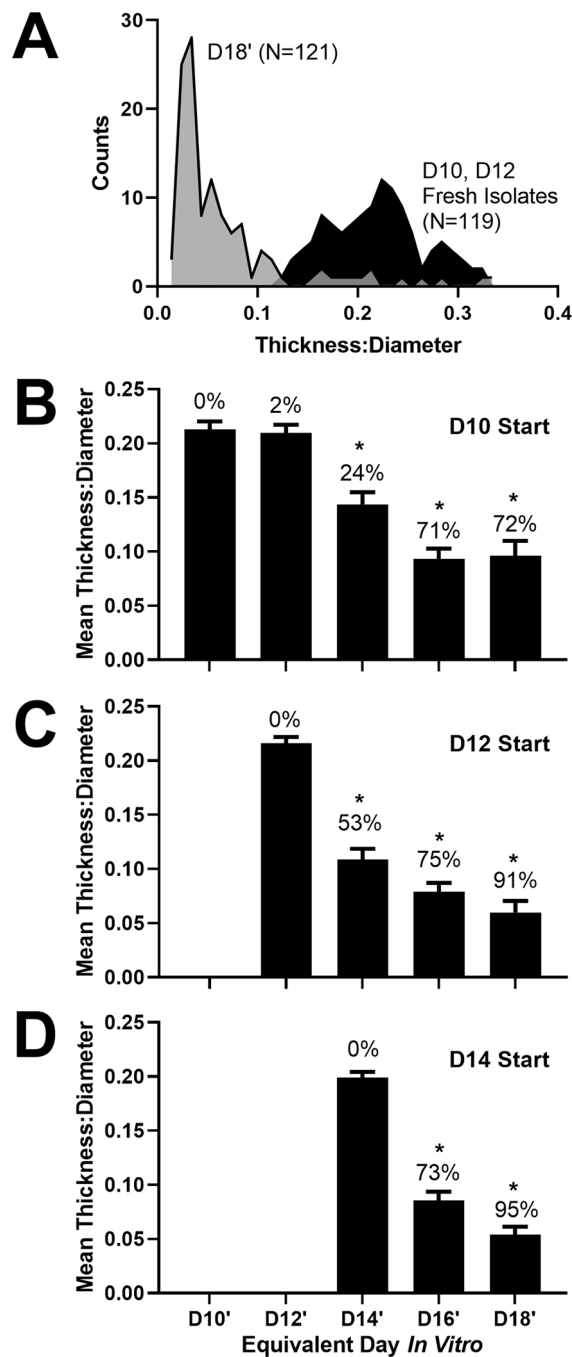 A
30
20
10
0
Counts
D18' (N=121)
D10, D12
Fresh Isolates
(N=119)
0.0 0.1 0.2 0.3 0.4
Thickness:Diameter
B
D10 Start
Mean Thickness:Diameter
0.25
0.20
0.15
0.10
0.05
0.00
0% 2% * 24% * 71% * 72%
C
D12 Start
Mean Thickness:Diameter
0.25
0.20
0.15
0.10
0.05
0.00
0% * 53% * 75% * 91%
D
D14 Start
Mean Thickness:Diameter
0.25
0.20
0.15
0.10
0.05
0.00
0% * 73% * 95%
D10' D12' D14' D16' D18'
Equivalent Day In Vitro